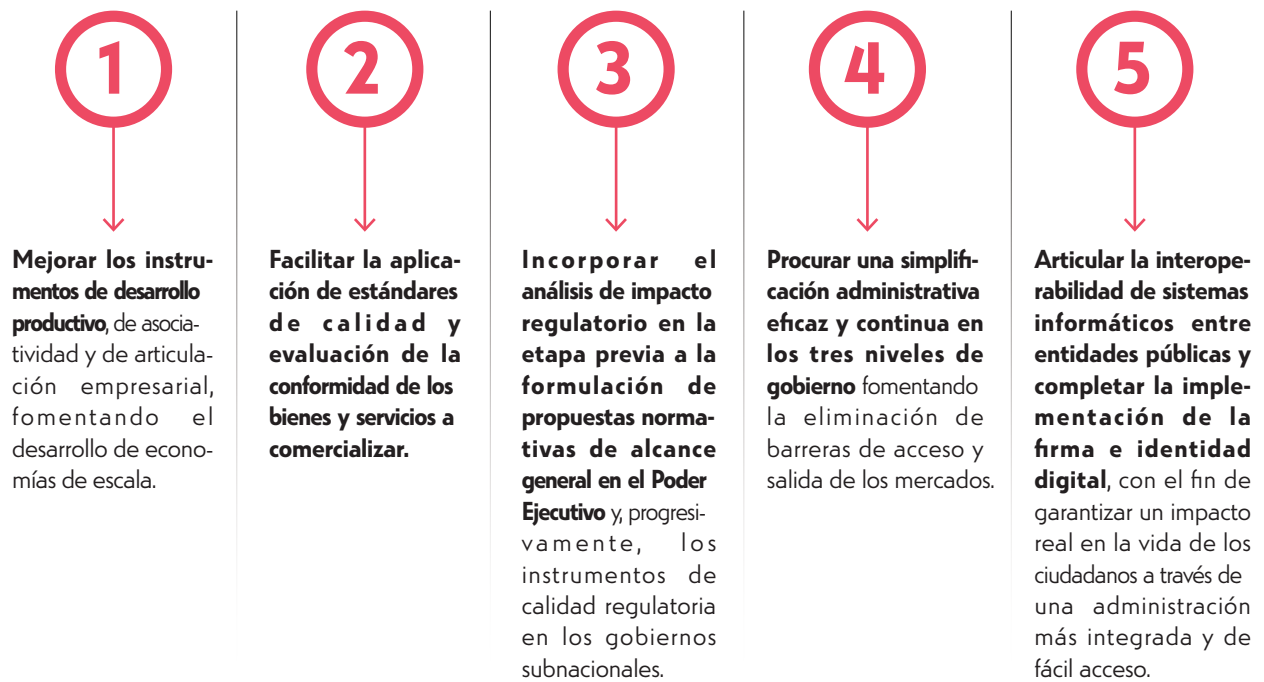 1
Mejorar los instru-
mentos de desarrollo
productivo, de asocia-
tividad y de articula-
ción empresarial,
fomentando el
desarrollo de econo-
mías de escala.
2
Facilitar la aplica-
ción de estándares
de calidad y
evaluación de la
conformidad de los
bienes y servicios a
comercializar.
3
Incorporar el
análisis de impacto
regulatorio en la
etapa previa a la
formulación de
propuestas norma-
tivas de alcance
general en el Poder
Ejecutivo y, progresi-
vamente, los
instrumentos de
calidad regulatoria
en los gobiernos
subnacionales.
4
Procurar una simplifi-
cación administrativa
eficaz y continua en
los tres niveles de
gobierno fomentando
la eliminación de
barreras de acceso y
salida de los mercados.
5
Articular la interope-
rabilidad de sistemas
informáticos entre
entidades públicas y
completar la imple-
mentación de la
firma e identidad
digital, con el fin de
garantizar un impacto
real en la vida de los
ciudadanos a través de
una administración
más integrada y de
fácil acceso.